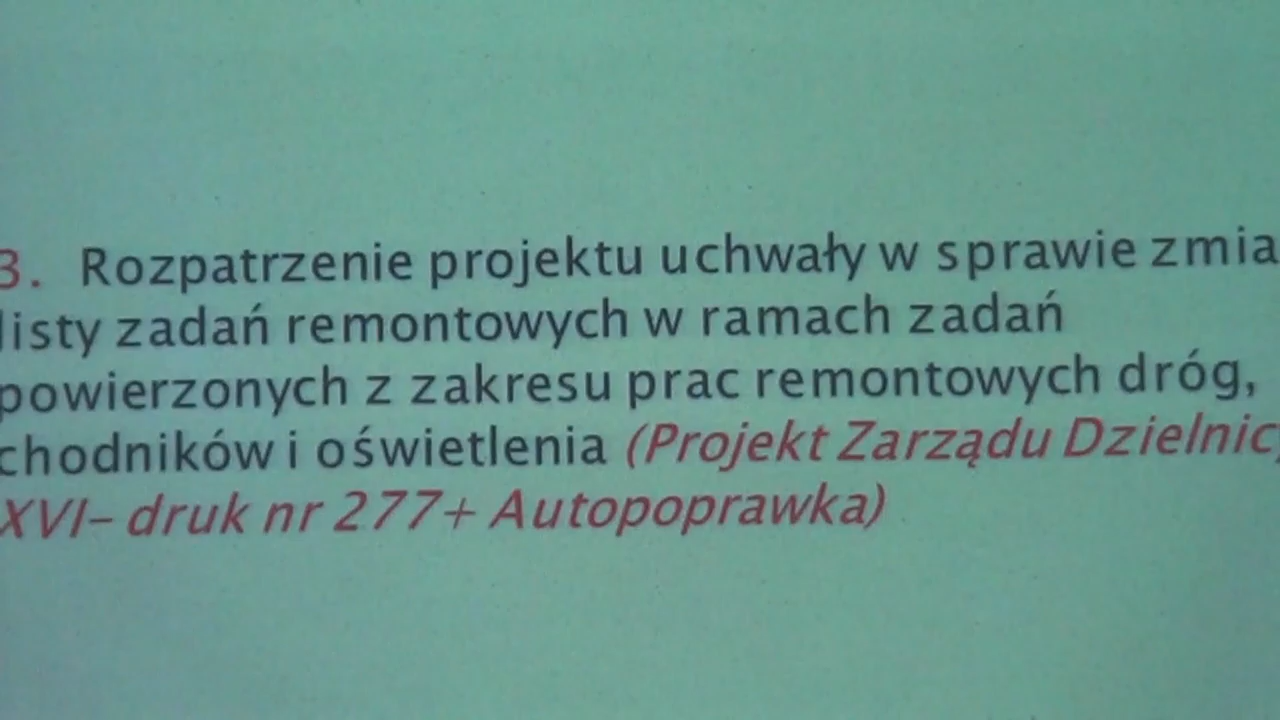 3. Rozpatrzenie projektu uchwały w sprawie zmia
listy zadań remontowych w ramach zadań
powierzonych z zakresu prac remontowych dróg,
chodników i oświetlenia (Projekt Zarządu Dzielnic
XVI– druk nr 277+ Autopoprawka)